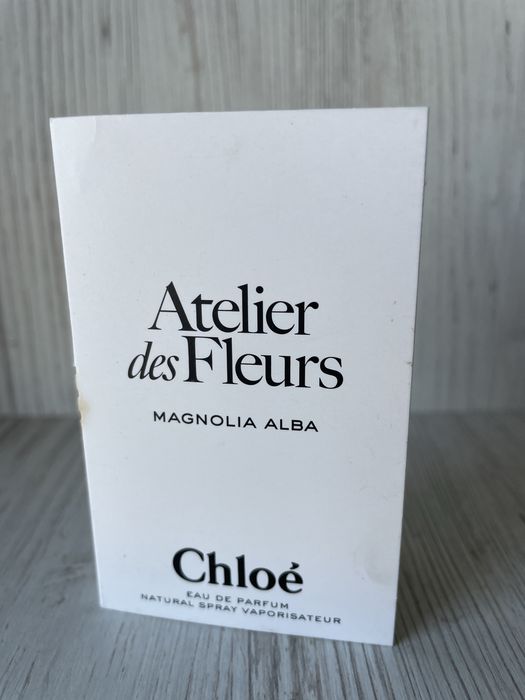 Atelier
des Fleurs
MAGNOLIA ALBA
Chloé
EAU DE PARFUM
NATURAL SPRAY VAPORISATEUR